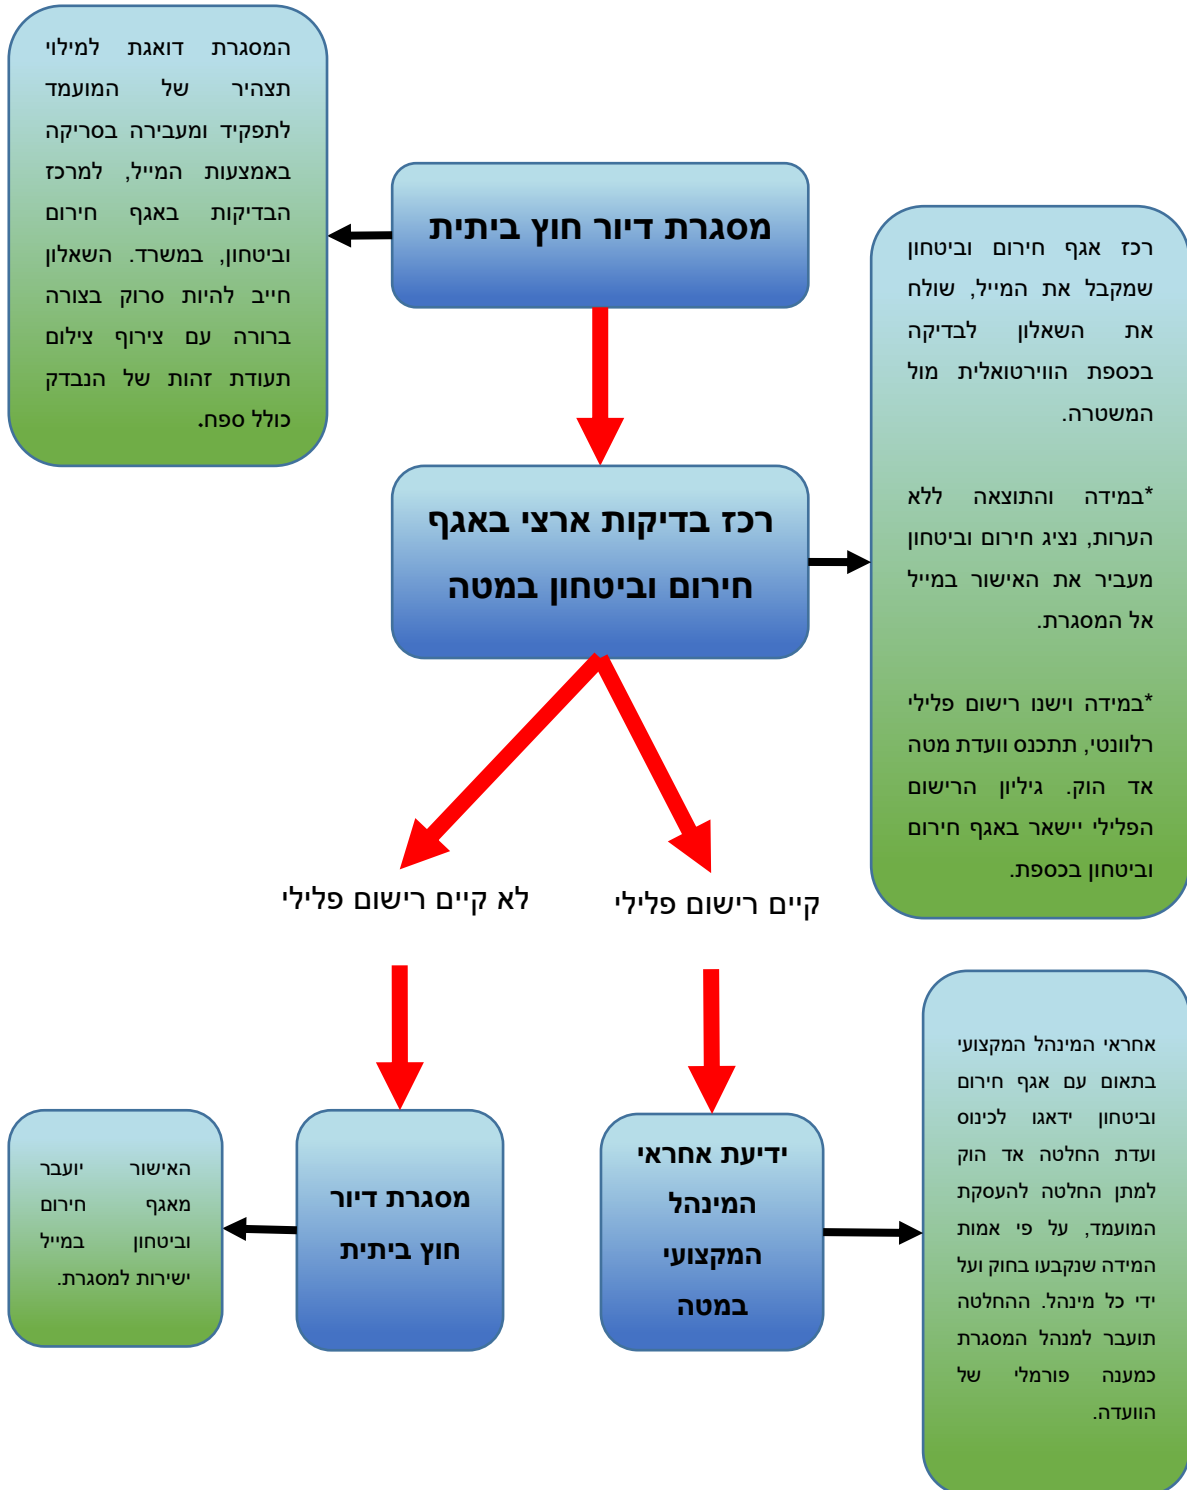 המסגרת דואגת למילוי
תצהיר של המועמד
לתפקיד ומעבירה בסריקה
באמצעות המייל, למרכז
הבדיקות באגף חירום
וביטחון, במשרד. השאלון
חייב להיות סרוק בצורה
ברורה עם צירוף צילום
תעודת זהות של הנבדק
כולל ספח.
מסגרת דיור חוץ ביתית
רכז אגף חירום וביטחון
שמקבל את המייל, שולח
את השאלון לבדיקה
בכספת הווירטואלית מול
המשטרה.
*במידה והתוצאה ללא
הערות, נציג חירום וביטחון
מעביר את האישור במייל
אל המסגרת.
*במידה וישנו רישום פלילי
רלוונטי, תתכנס וועדת מטה
אד הוק. גיליון הרישום
הפלילי יישאר באגף חירום
וביטחון בכספת.
רכז בדיקות ארצי באגף
חירום וביטחון במטה
קיים רישום פלילי
לא קיים רישום פלילי
אחראי המינהל המקצועי
בתאום עם אגף חירום
וביטחון ידאגו לכינוס
ועדת החלטה אד הוק
למתן החלטה להעסקת
המועמד, על פי אמות
המידה שנקבעו בחוק ועל
ידי כל מינהל. ההחלטה
תועבר למנהל המסגרת
כמענה פורמלי של
הוועדה.
ידיעת אחראי
המינהל
המקצועי
במטה
מסגרת דיור
חוץ ביתית
האישור יועבר
מאגף חירום
וביטחון במייל
ישירות למסגרת.